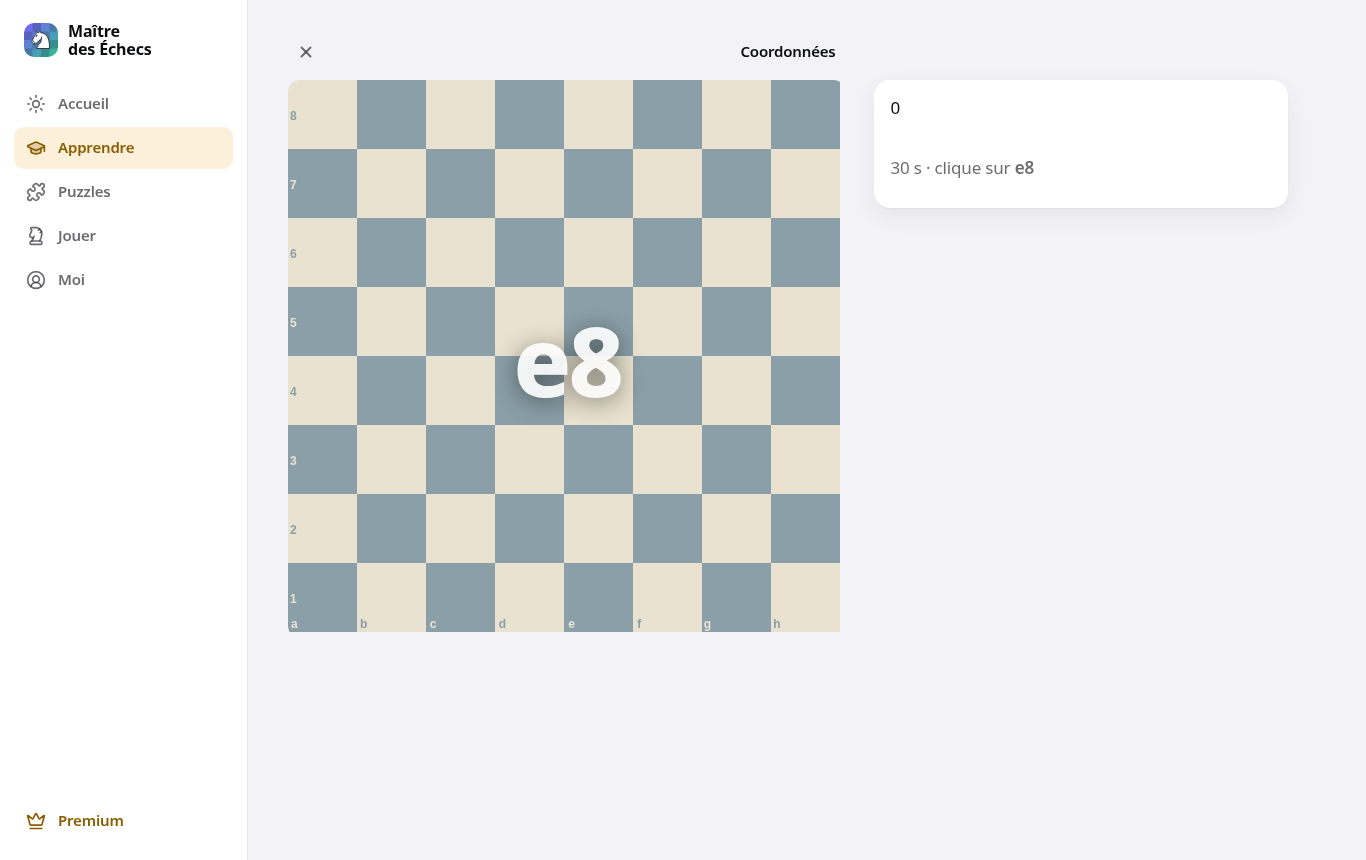 Maître
des Échecs
Accueil
Apprendre
Puzzles
Jouer
Moi
Premium
Coordonnées
8
7
6
5
4
3
2
1
a b c d e f g h
e8
0
30 s · clique sur e8